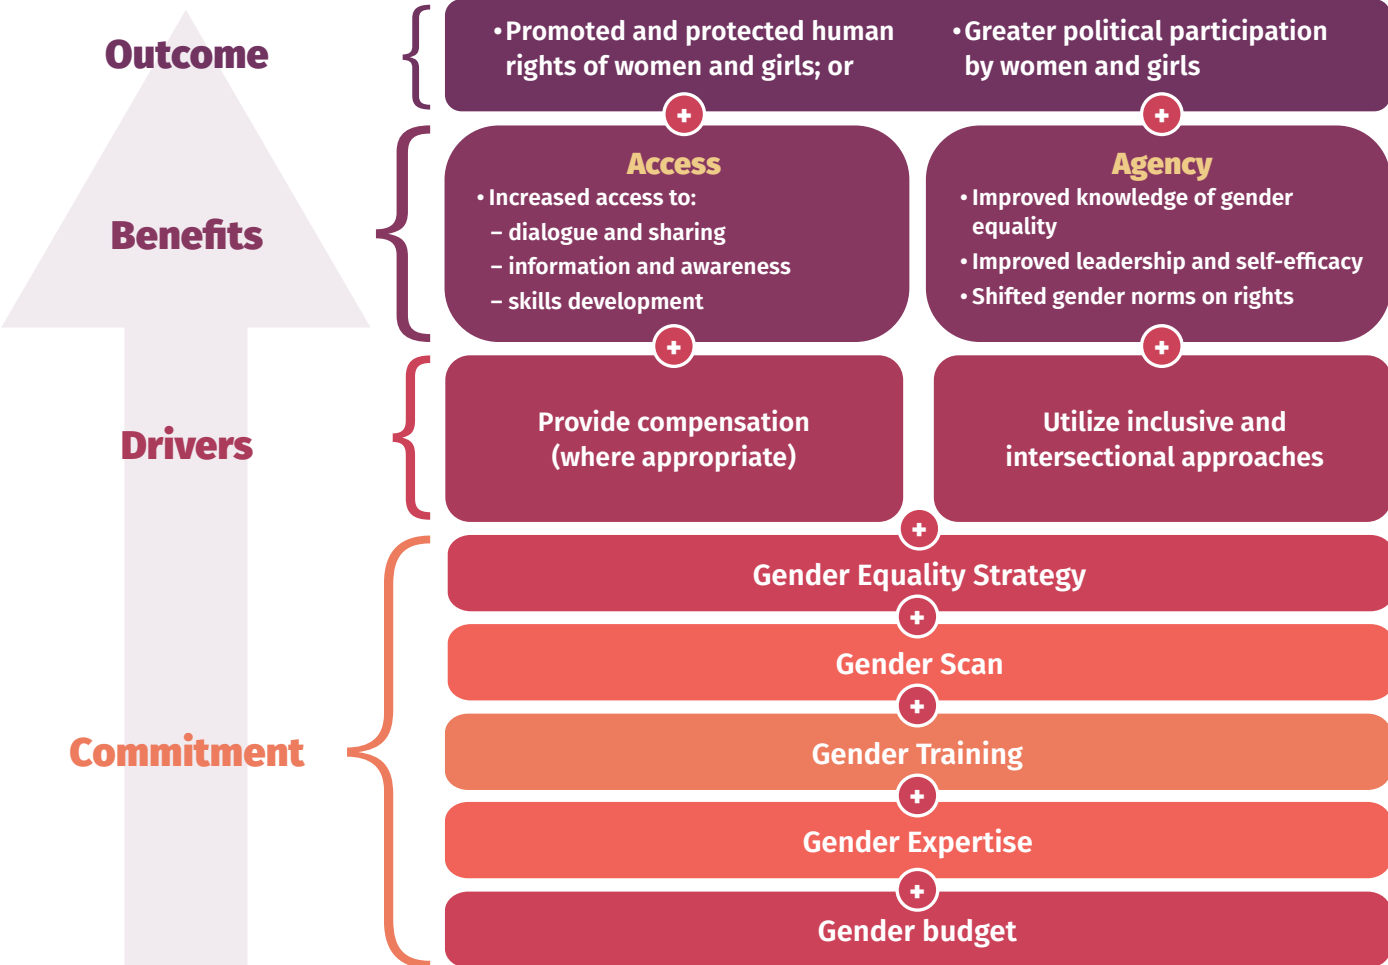 Outcome
• Promoted and protected human
rights of women and girls; or
• Greater political participation
by women and girls
+
+
Benefits
Access
• Increased access to:
– dialogue and sharing
– information and awareness
– skills development
Agency
• Improved knowledge of gender
equality
• Improved leadership and self-efficacy
• Shifted gender norms on rights
+
+
Drivers
Provide compensation
(where appropriate)
Utilize inclusive and
intersectional approaches
+
Commitment
Gender Equality Strategy
+
Gender Scan
+
Gender Training
+
Gender Expertise
+
Gender budget